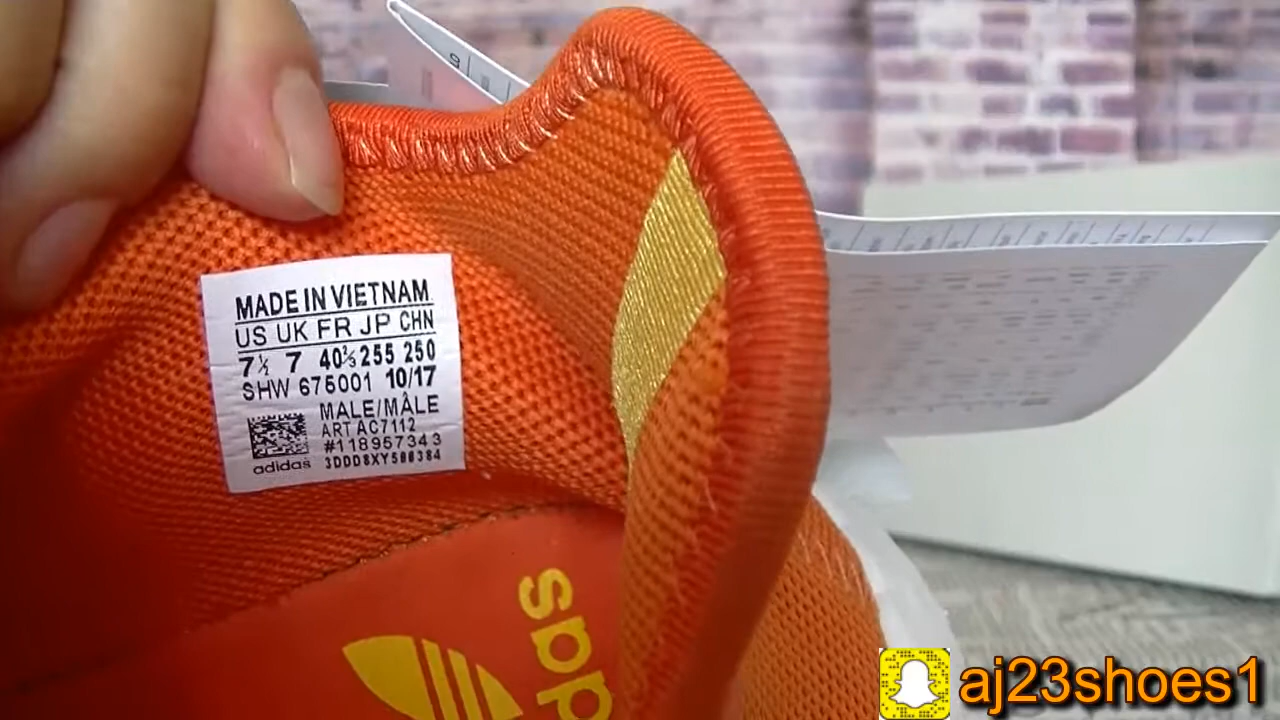 MADE IN VIETNAM
US UK FR JP CHN
7½ 7 40⅔ 255 250
SHW 675001 10/17
MALE/MÂLE
ART AC7112
#118957343
3DDD8XY500384
adidas
adidas
aj23shoes1